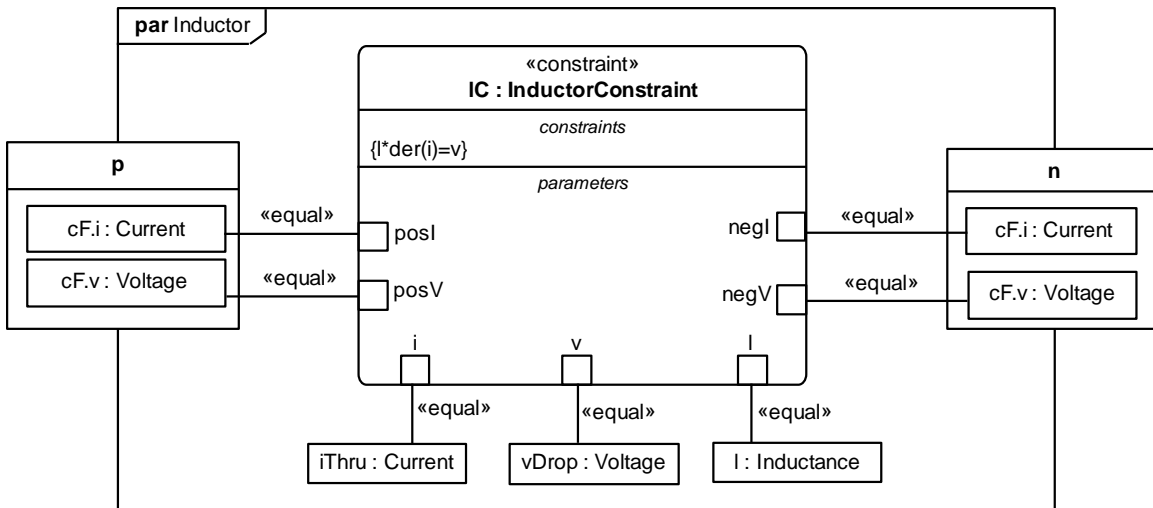 par Inductor
«constraint»
IC : InductorConstraint
constraints
{l*der(i)=v}
parameters
p
cF.i : Current
cF.v : Voltage
«equal»
«equal»
posI
posV
negI
negV
«equal»
«equal»
n
cF.i : Current
cF.v : Voltage
i
v
l
«equal»
«equal»
«equal»
iThru : Current
vDrop : Voltage
l : Inductance